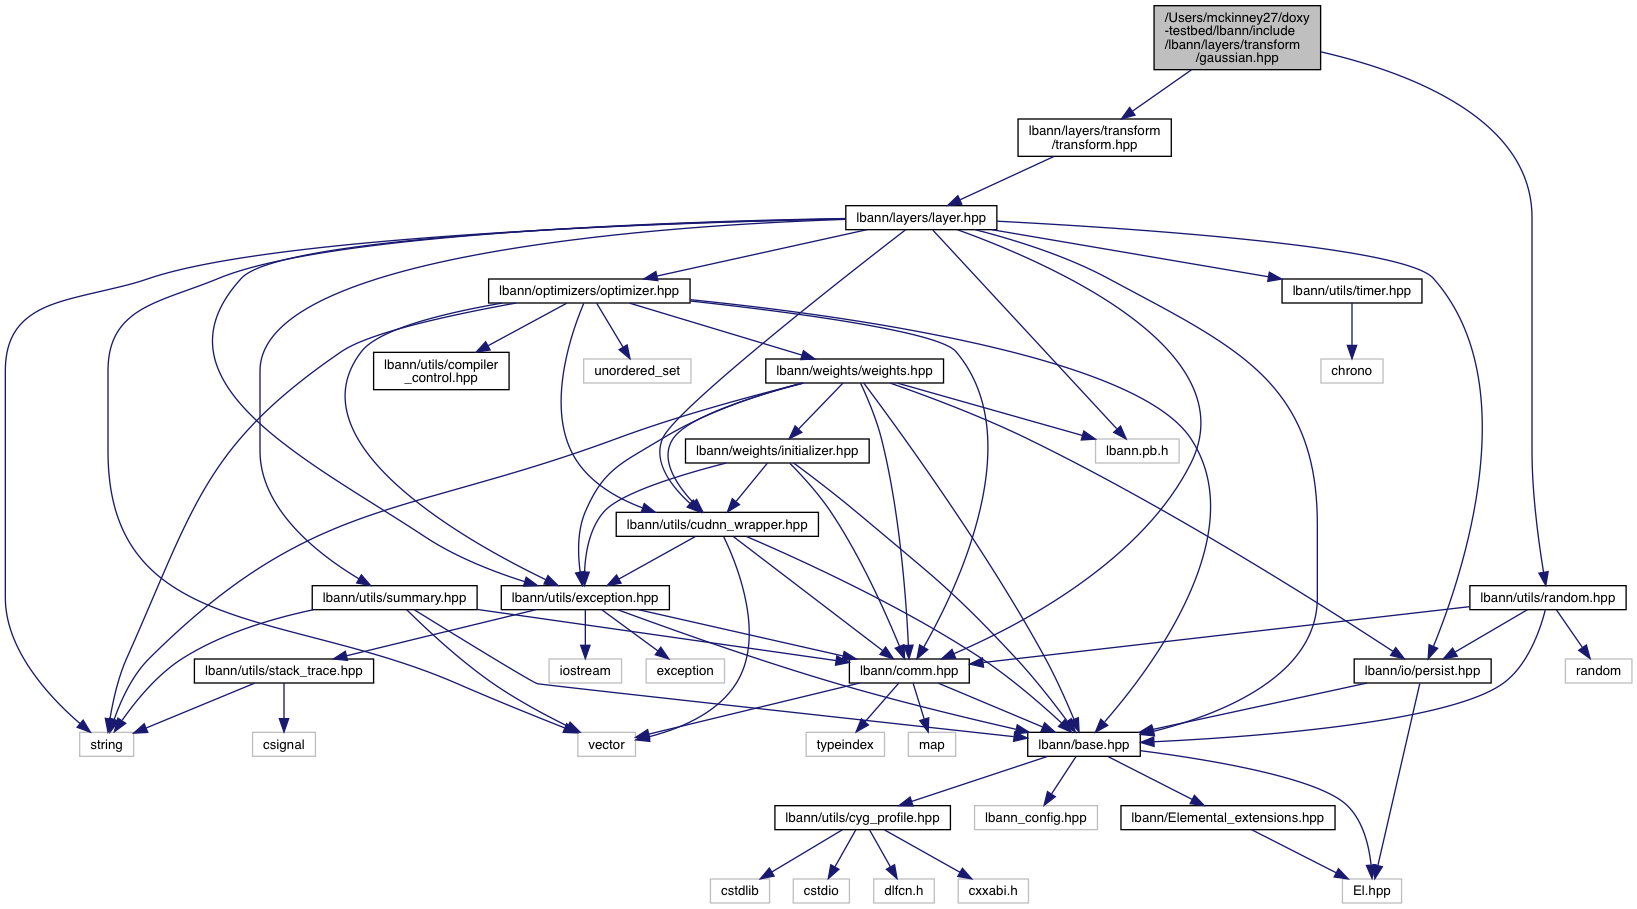 /Users/mckinney27/doxy
-testbed/lbann/include
/lbann/layers/transform
/gaussian.hpp
lbann/layers/transform
/transform.hpp
lbann/layers/layer.hpp
lbann/optimizers/optimizer.hpp
lbann/utils/timer.hpp
lbann/utils/compiler
_control.hpp
unordered_set
lbann/weights/weights.hpp
chrono
lbann/weights/initializer.hpp
lbann.pb.h
lbann/utils/cudnn_wrapper.hpp
lbann/utils/summary.hpp
lbann/utils/exception.hpp
lbann/utils/random.hpp
lbann/utils/stack_trace.hpp
iostream
exception
lbann/comm.hpp
lbann/io/persist.hpp
random
string
csignal
vector
typeindex
map
lbann/base.hpp
lbann/utils/cyg_profile.hpp
lbann_config.hpp
lbann/Elemental_extensions.hpp
cstdlib
cstdio
dlfcn.h
cxxabi.h
El.hpp